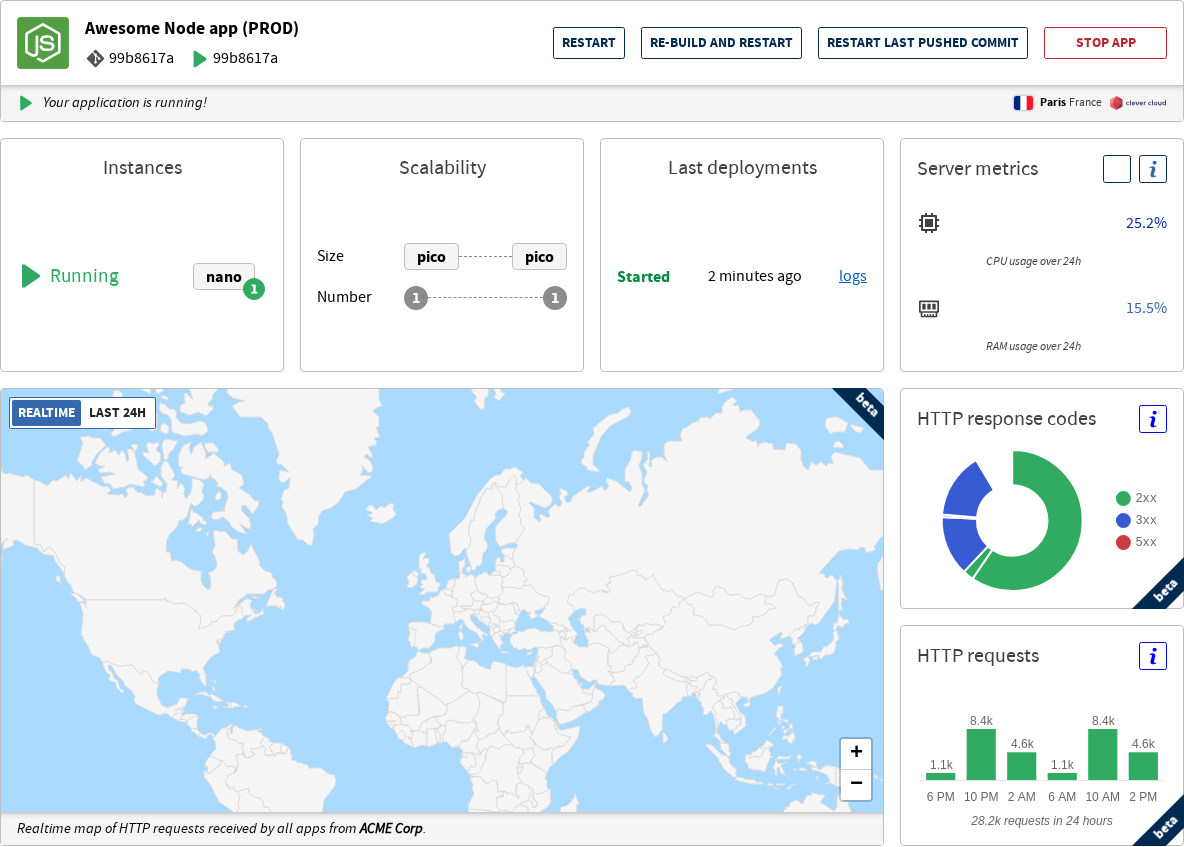 Awesome Node app (PROD)
99b8617a 99b8617a
RESTART RE-BUILD AND RESTART RESTART LAST PUSHED COMMIT STOP APP
Your application is running!
Paris France clever cloud
Instances
Running nano 1
Scalability
Size pico pico
Number 1 1
Last deployments
Started 2 minutes ago logs
Server metrics i
25.2%
CPU usage over 24h
15.5%
RAM usage over 24h
REALTIME LAST 24H
beta
+
−
Realtime map of HTTP requests received by all apps from ACME Corp.
HTTP response codes i
2xx
3xx
5xx
beta
HTTP requests i
1.1k 8.4k 4.6k 1.1k 8.4k 4.6k
6 PM 10 PM 2 AM 6 AM 10 AM 2 PM
28.2k requests in 24 hours
beta